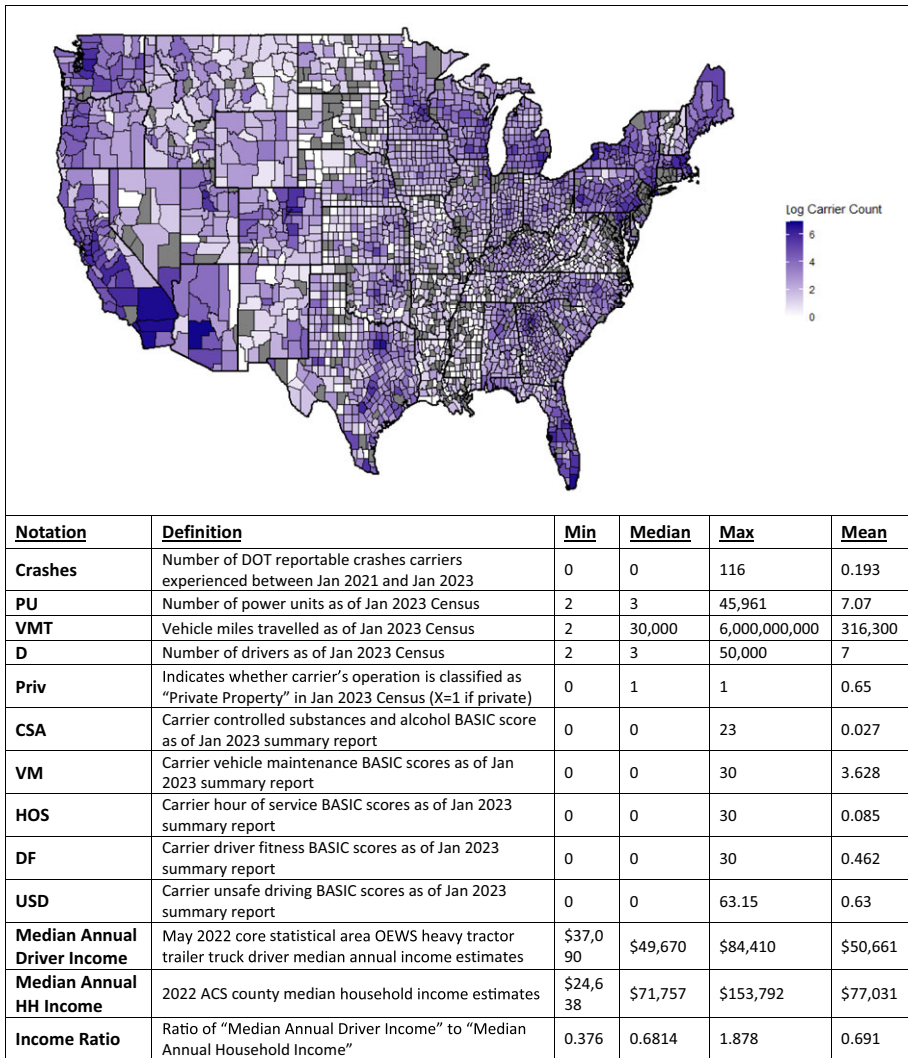 Log Carrier Count
6
4
2
0
Notation Definition Min Median Max Mean
Crashes Number of DOT reportable crashes carriers
experienced between Jan 2021 and Jan 2023 0 0 116 0.193
PU Number of power units as of Jan 2023 Census 2 3 45,961 7.07
VMT Vehicle miles travelled as of Jan 2023 Census 2 30,000 6,000,000,000 316,300
D Number of drivers as of Jan 2023 Census 2 3 50,000 7
Priv Indicates whether carrier's operation is classified as
"Private Property" in Jan 2023 Census (X=1 if private) 0 1 1 0.65
CSA Carrier controlled substances and alcohol BASIC score
as of Jan 2023 summary report 0 0 23 0.027
VM Carrier vehicle maintenance BASIC scores as of Jan
2023 summary report 0 0 30 3.628
HOS Carrier hour of service BASIC scores as of Jan 2023
summary report 0 0 30 0.085
DF Carrier driver fitness BASIC scores as of Jan 2023
summary report 0 0 30 0.462
USD Carrier unsafe driving BASIC scores as of Jan 2023
summary report 0 0 63.15 0.63
Median Annual May 2022 core statistical area OEWS heavy tractor $37,0
Driver Income trailer truck driver median annual income estimates 90 $49,670 $84,410 $50,661
Median Annual 2022 ACS county median household income estimates $24,6
HH Income 38 $71,757 $153,792 $77,031
Income Ratio Ratio of "Median Annual Driver Income" to "Median
Annual Household Income" 0.376 0.6814 1.878 0.691